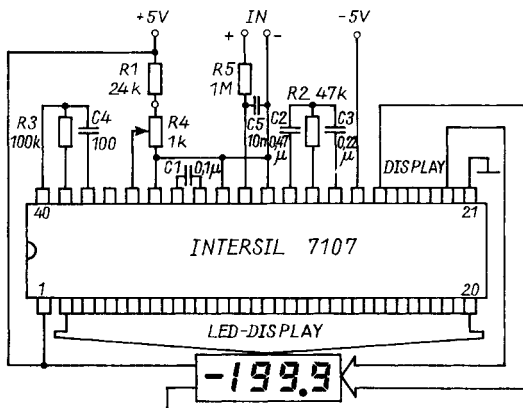 +5V IN -5V
+ -
R1
24k
R5
1M
R3
100k
C4
100
R4
1k
C5
10n
C2
0,47
μ
R2 47k
C3
0,22
μ
C1 0,1μ
DISPLAY
40 21
INTERSIL 7107
1 20
LED-DISPLAY
-199.9